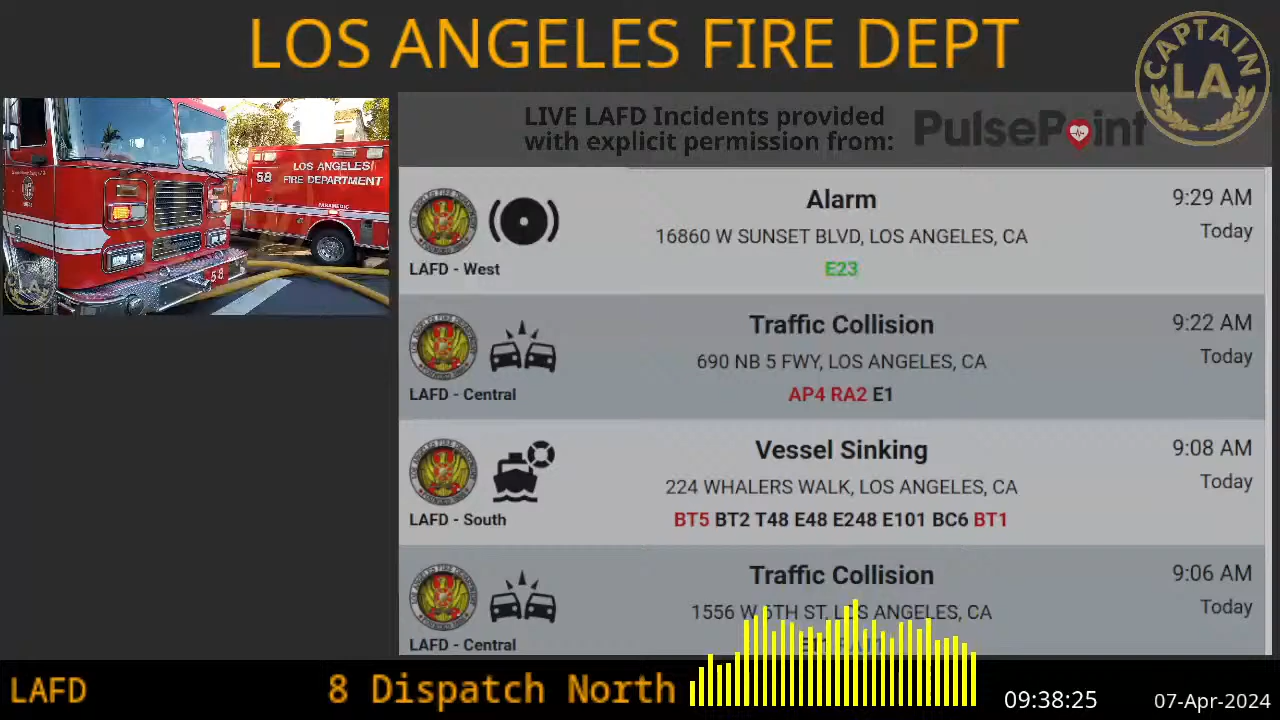 LOS ANGELES FIRE DEPT
CAPTAIN
LA
LIVE LAFD Incidents provided
with explicit permission from:
PulsePoint
58
LOS ANGELES
FIRE DEPARTMENT
PARAMEDIC
58
LA
Alarm
9:29 AM
16860 W SUNSET BLVD, LOS ANGELES, CA
Today
LAFD - West
E23
Traffic Collision
9:22 AM
690 NB 5 FWY, LOS ANGELES, CA
Today
LAFD - Central
AP4 RA2 E1
Vessel Sinking
9:08 AM
224 WHALERS WALK, LOS ANGELES, CA
Today
LAFD - South
BT5 BT2 T48 E48 E248 E101 BC6 BT1
Traffic Collision
9:06 AM
1556 W 6TH ST, LOS ANGELES, CA
Today
LAFD - Central
LAFD
8 Dispatch North
09:38:25
07-Apr-2024